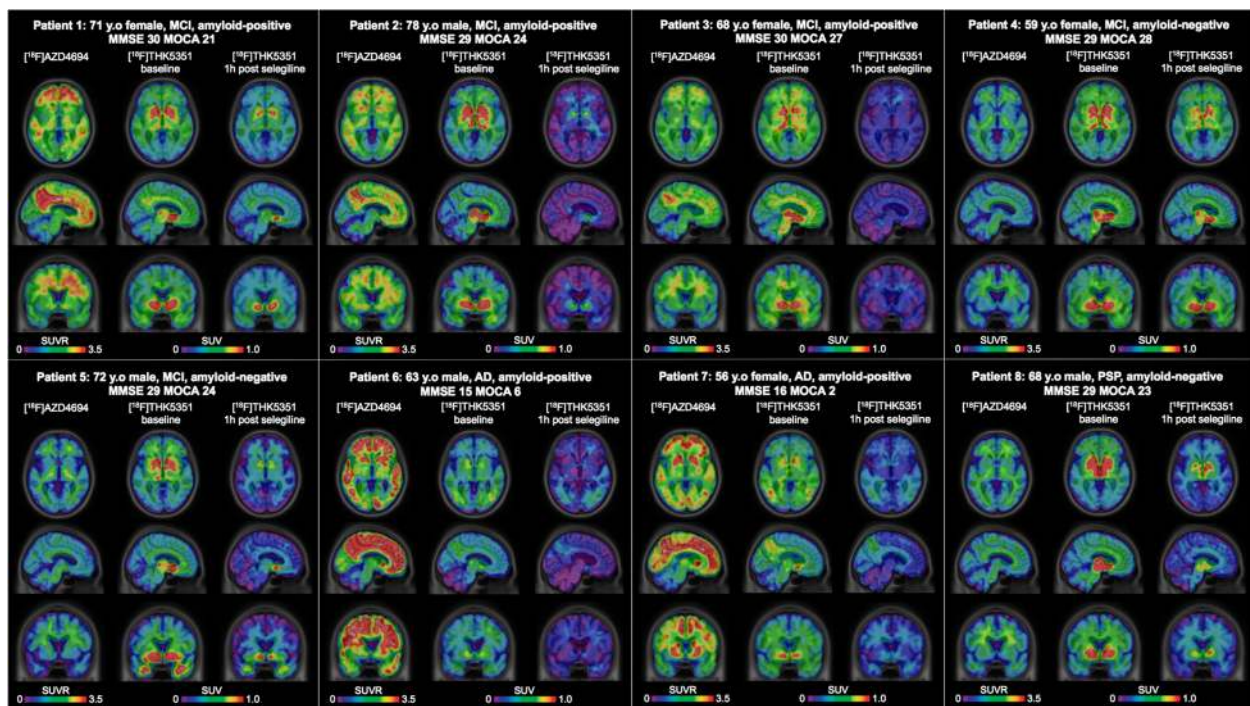 Patient 1: 71 y.o female, MCI, amyloid-positive
MMSE 30 MOCA 21
[¹⁸F]AZD4694
[¹⁸F]THK5351
baseline
[¹⁸F]THK5351
1h post selegiline
SUVR
0 3.5
SUV
0 1.0
Patient 2: 78 y.o male, MCI, amyloid-positive
MMSE 29 MOCA 24
[¹⁸F]AZD4694
[¹⁸F]THK5351
baseline
[¹⁸F]THK5351
1h post selegiline
SUVR
0 3.5
SUV
0 1.0
Patient 3: 68 y.o female, MCI, amyloid-positive
MMSE 30 MOCA 27
[¹⁸F]AZD4694
[¹⁸F]THK5351
baseline
[¹⁸F]THK5351
1h post selegiline
SUVR
0 3.5
SUV
0 1.0
Patient 4: 59 y.o female, MCI, amyloid-negative
MMSE 29 MOCA 28
[¹⁸F]AZD4694
[¹⁸F]THK5351
baseline
[¹⁸F]THK5351
1h post selegiline
SUVR
0 3.5
SUV
0 1.0
Patient 5: 72 y.o male, MCI, amyloid-negative
MMSE 29 MOCA 24
[¹⁸F]AZD4694
[¹⁸F]THK5351
baseline
[¹⁸F]THK5351
1h post selegiline
SUVR
0 3.5
SUV
0 1.0
Patient 6: 63 y.o male, AD, amyloid-positive
MMSE 15 MOCA 6
[¹⁸F]AZD4694
[¹⁸F]THK5351
baseline
[¹⁸F]THK5351
1h post selegiline
SUVR
0 3.5
SUV
0 1.0
Patient 7: 56 y.o female, AD, amyloid-positive
MMSE 16 MOCA 2
[¹⁸F]AZD4694
[¹⁸F]THK5351
baseline
[¹⁸F]THK5351
1h post selegiline
SUVR
0 3.5
SUV
0 1.0
Patient 8: 68 y.o male, PSP, amyloid-negative
MMSE 29 MOCA 23
[¹⁸F]AZD4694
[¹⁸F]THK5351
baseline
[¹⁸F]THK5351
1h post selegiline
SUVR
0 3.5
SUV
0 1.0